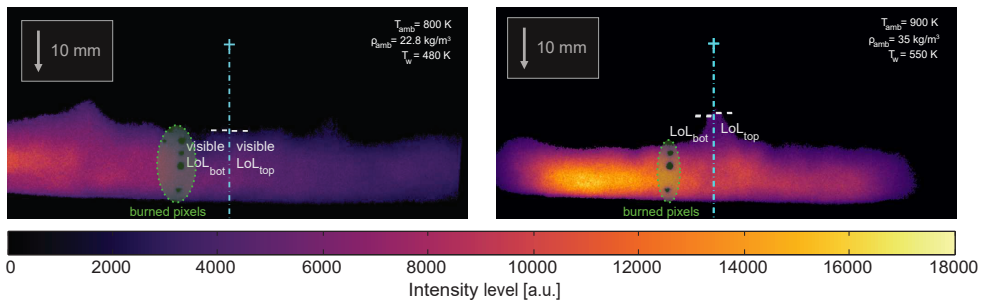 10 mm
T_amb= 800 K
ρ_amb= 22.8 kg/m³
T_w= 480 K
visible LoL_bot
visible LoL_top
burned pixels
10 mm
T_amb= 900 K
ρ_amb= 35 kg/m³
T_w= 550 K
LoL_bot
LoL_top
burned pixels
0 2000 4000 6000 8000 10000 12000 14000 16000 18000
Intensity level [a.u.]